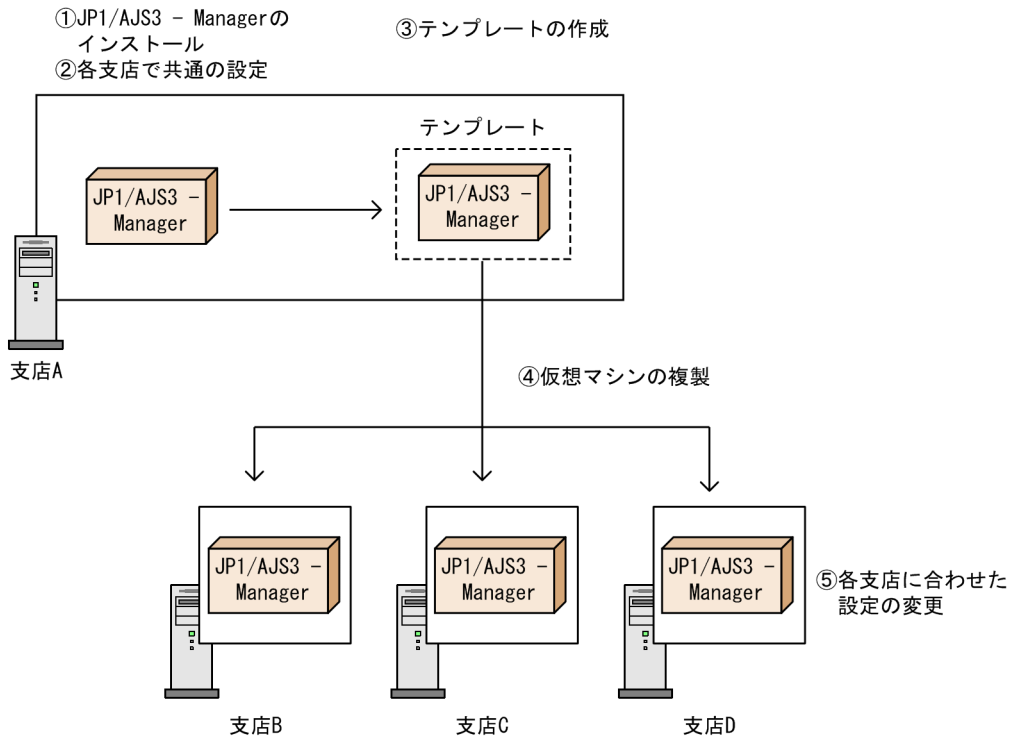 ①JP1/AJS3 - Managerの
インストール
②各支店で共通の設定
③テンプレートの作成
テンプレート
JP1/AJS3 -
Manager
JP1/AJS3 -
Manager
支店A
④仮想マシンの複製
JP1/AJS3 -
Manager
JP1/AJS3 -
Manager
JP1/AJS3 -
Manager
⑤各支店に合わせた
設定の変更
支店B
支店C
支店D